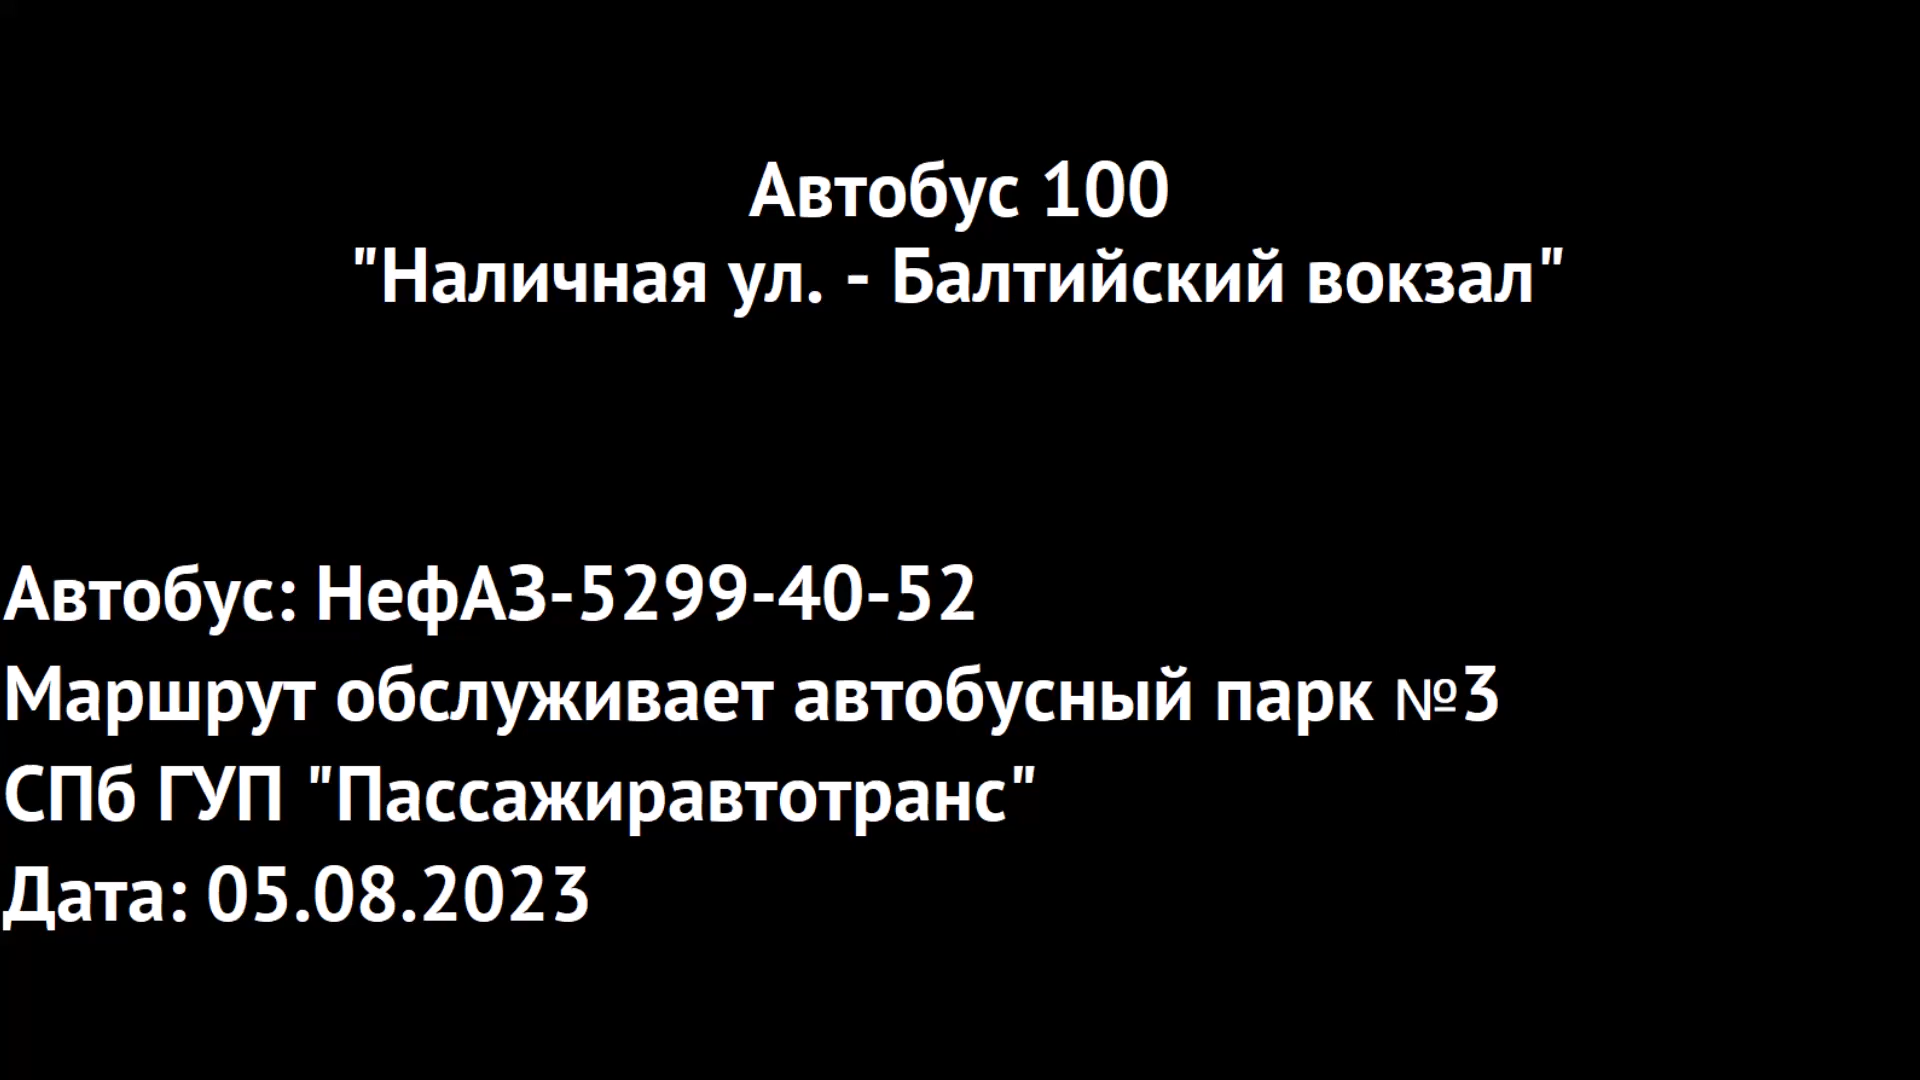 Автобус 100
"Наличная ул. - Балтийский вокзал"
Автобус: НефАЗ-5299-40-52
Маршрут обслуживает автобусный парк №3
СПб ГУП "Пассажиравтотранс"
Дата: 05.08.2023